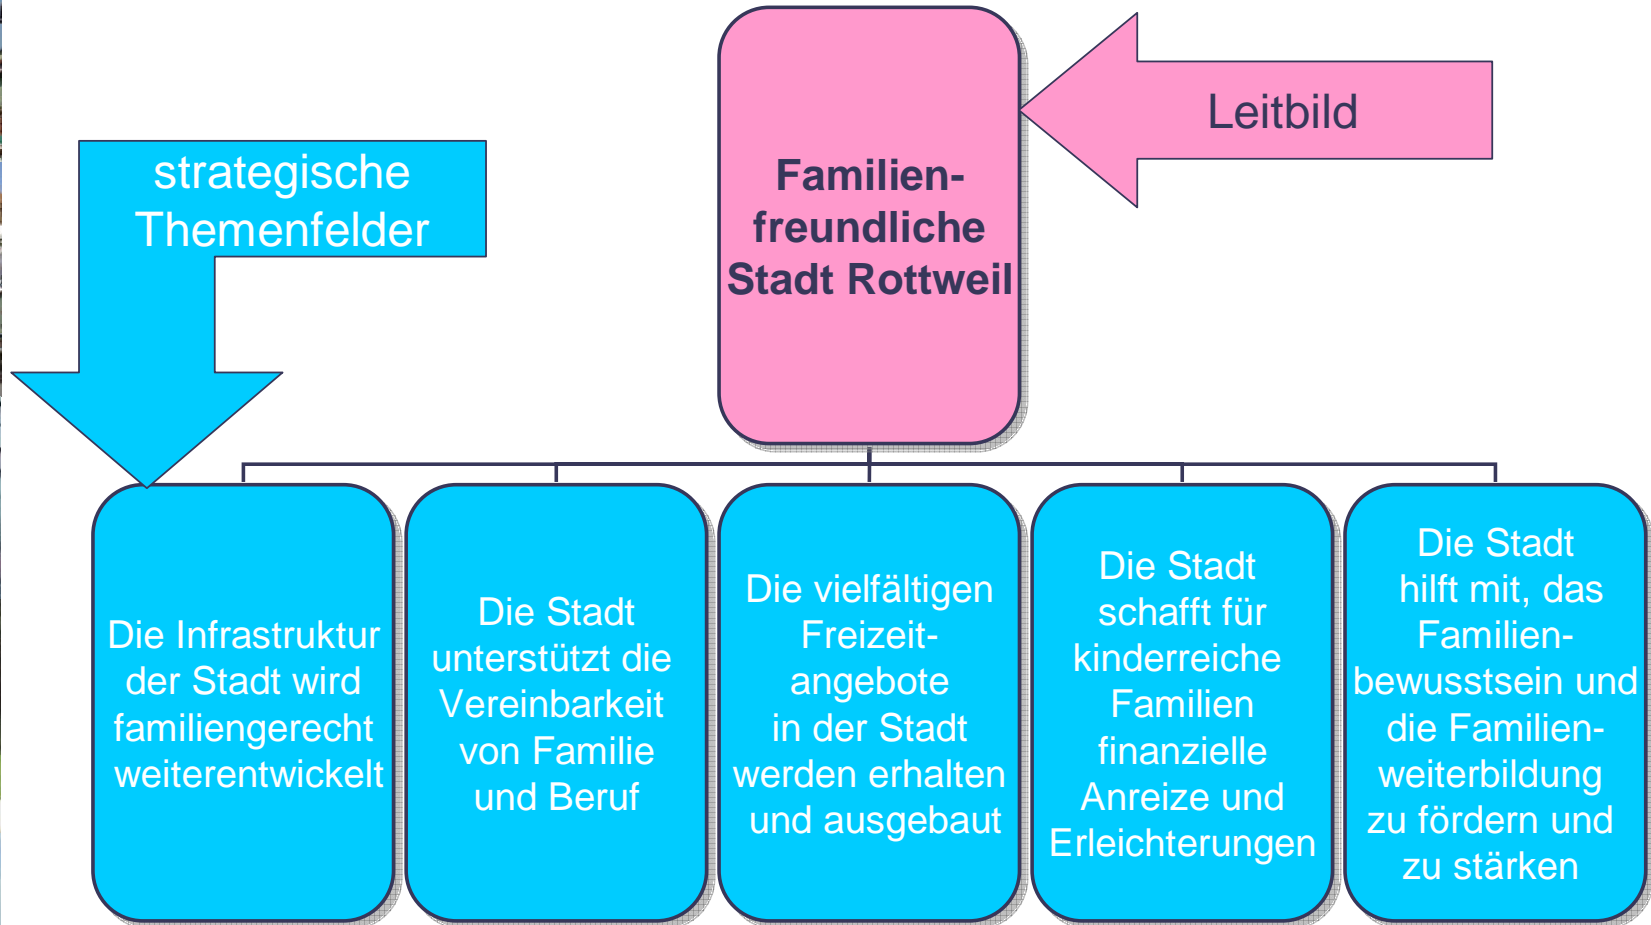 Familien-
freundliche
Stadt Rottweil
Leitbild
strategische
Themenfelder
Die Infrastruktur
der Stadt wird
familiengerecht
weiterentwickelt
Die Stadt
unterstützt die
Vereinbarkeit
von Familie
und Beruf
Die vielfältigen
Freizeit-
angebote
in der Stadt
werden erhalten
und ausgebaut
Die Stadt
schafft für
kinderreiche
Familien
finanzielle
Anreize und
Erleichterungen
Die Stadt
hilft mit, das
Familien-
bewusstsein und
die Familien-
weiterbildung
zu fördern und
zu stärken